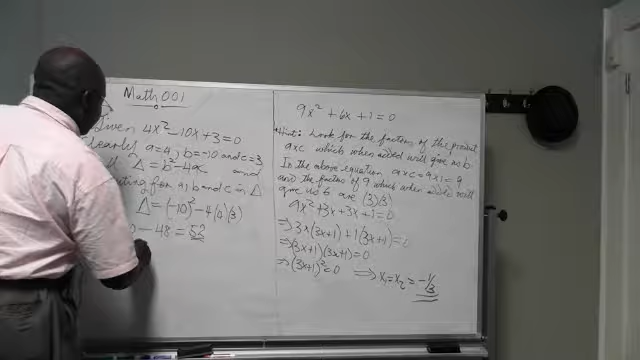 Math 001
Given 4x² - 10x + 3 = 0
Clearly a = 4, b = -10 and c = 3
Δ = b² - 4ac and
for a, b and c in Δ
Δ = (-10)² - 4(4)(3)
- 48 = 52
9x² + 6x + 1 = 0
Hint: Look for the factors of the product
axc which when added will give us b.
In the above equation axc = 9x1 = 9
and the factors of 9 which when added will
give us 6 are (3)(3)
9x² + 3x + 3x + 1 = 0
⇒ 3x(3x+1) + 1(3x+1) = 0
⇒ (3x+1)(3x+1) = 0
⇒ (3x+1)² = 0 ⇒ x₁ = x₂ = -1/3